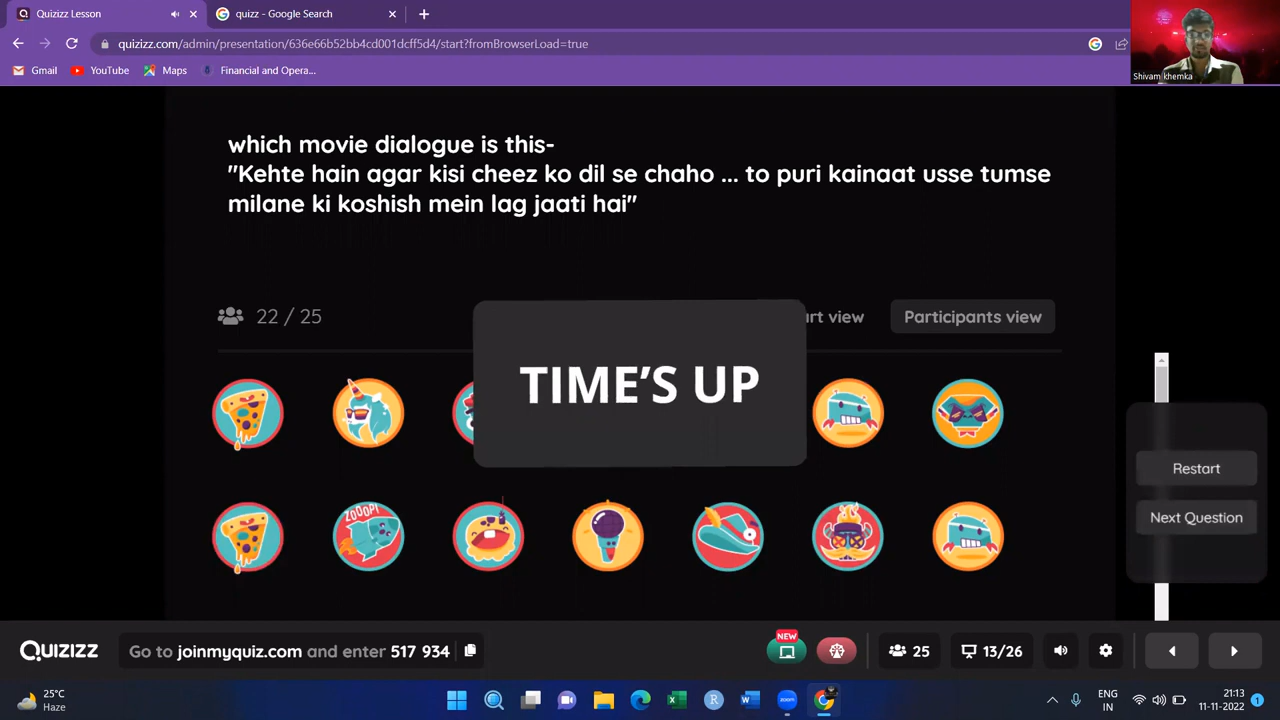 Quizizz Lesson
quizz - Google Search
quizizz.com/admin/presentation/636e66b52bb4cd001dcff5d4/start?fromBrowserLoad=true
Gmail
YouTube
Maps
Financial and Opera...
Shivam khemka
which movie dialogue is this-
"Kehte hain agar kisi cheez ko dil se chaho ... to puri kainaat usse tumse
milane ki koshish mein lag jaati hai"
22 / 25
view
Participants view
TIME'S UP
ZOOOP!
Restart
Next Question
QUIZIZZ
Go to joinmyquiz.com and enter 517 934
NEW
25
13/26
25°C
Haze
ENG
IN
21:13
11-11-2022
1